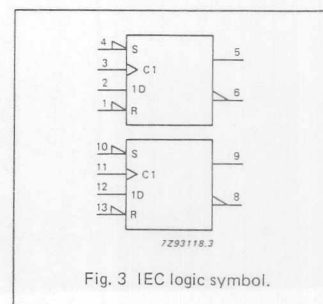 4 S 5
3 C1
2 1D 6
1 R
10 S 9
11 C1
12 1D 8
13 R
7Z93118.3
Fig. 3 IEC logic symbol.